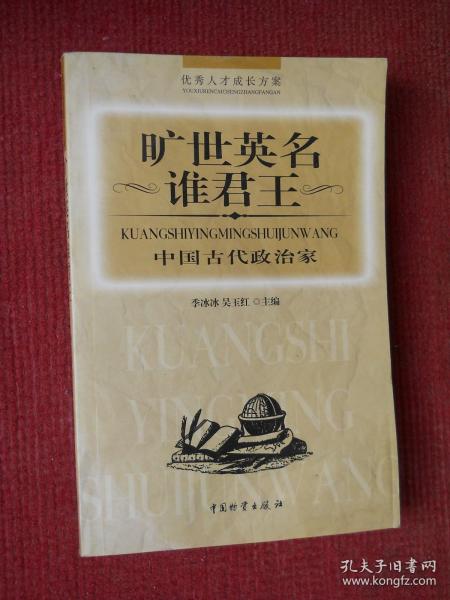 优秀人才成长方案
YOUXIURENCAICHENGZHANGFANGAN
旷世英名
谁君王
KUANGSHIYINGMINGSHUIJUNWANG
中国古代政治家
季冰冰 吴玉红 ◎主编
KUANGSHI
YINGMING
SHUIJUNWANG
中国物资出版社
孔夫子旧书网
www.kongfz.com